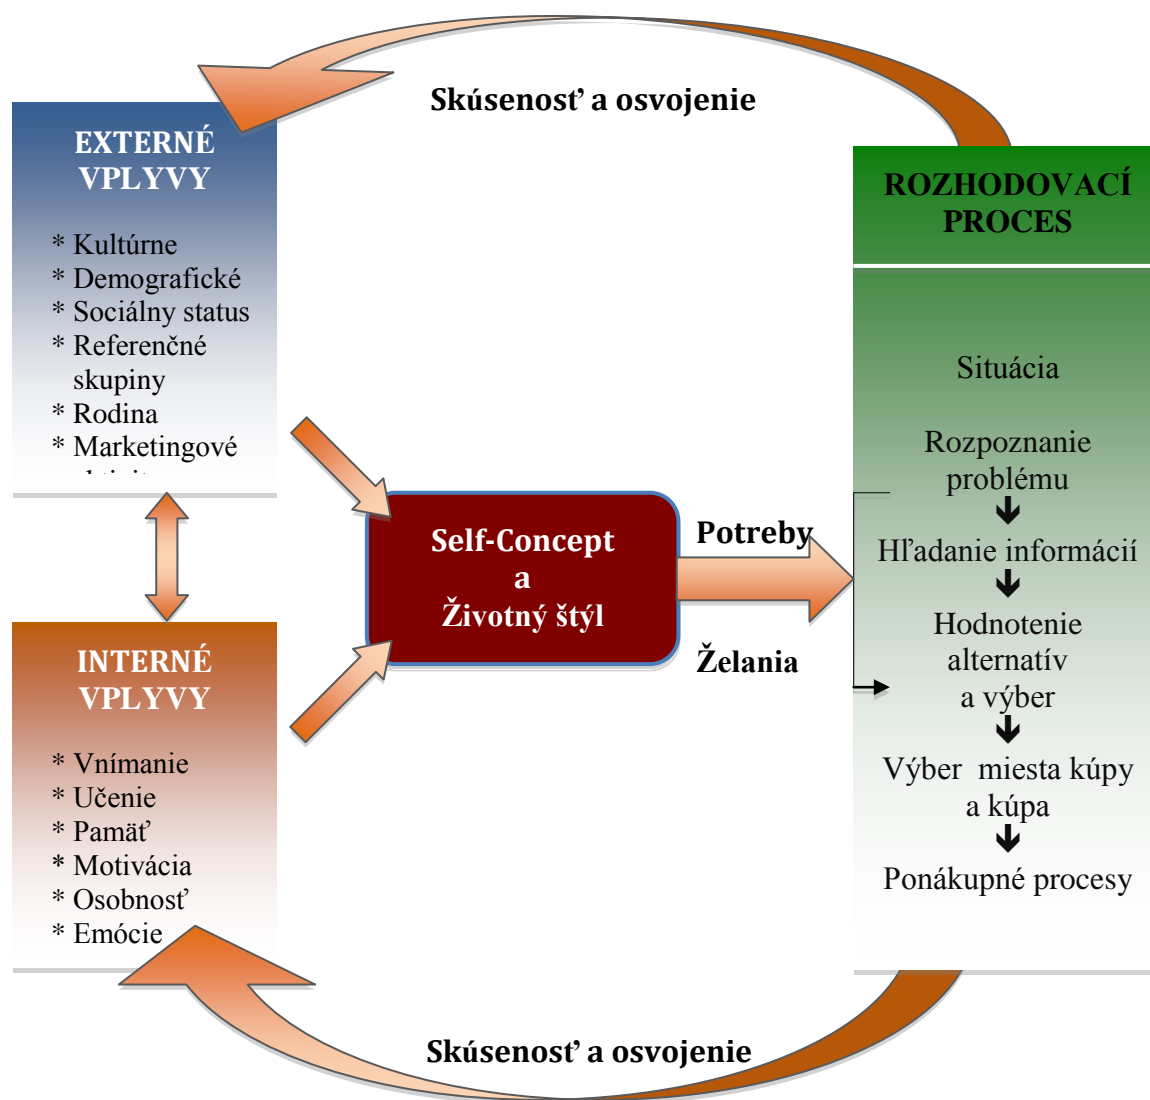 Skúsenosť a osvojenie
EXTERNÉ
VPLYVY
* Kultúrne
* Demografické
* Sociálny status
* Referenčné
skupiny
* Rodina
* Marketingové
ROZHODOVACÍ
PROCES
Situácia
Rozpoznanie
problému
Hľadanie informácií
Hodnotenie
alternatív
a výber
Výber miesta kúpy
a kúpa
Ponákupné procesy
Self-Concept
a
Životný štýl
Potreby
Želania
INTERNÉ
VPLYVY
* Vnímanie
* Učenie
* Pamäť
* Motivácia
* Osobnosť
* Emócie
Skúsenosť a osvojenie